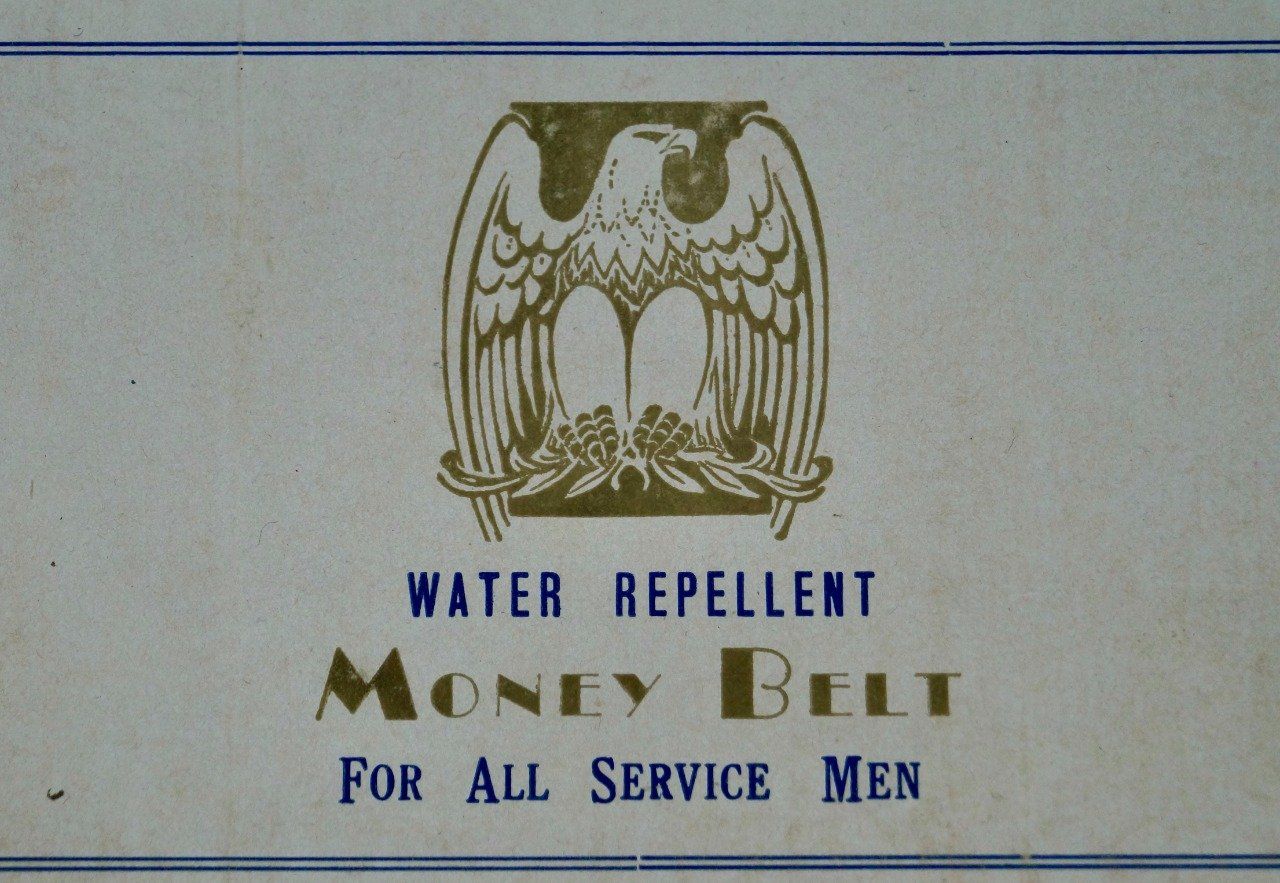 WATER REPELLENT
MONEY BELT
FOR ALL SERVICE MEN